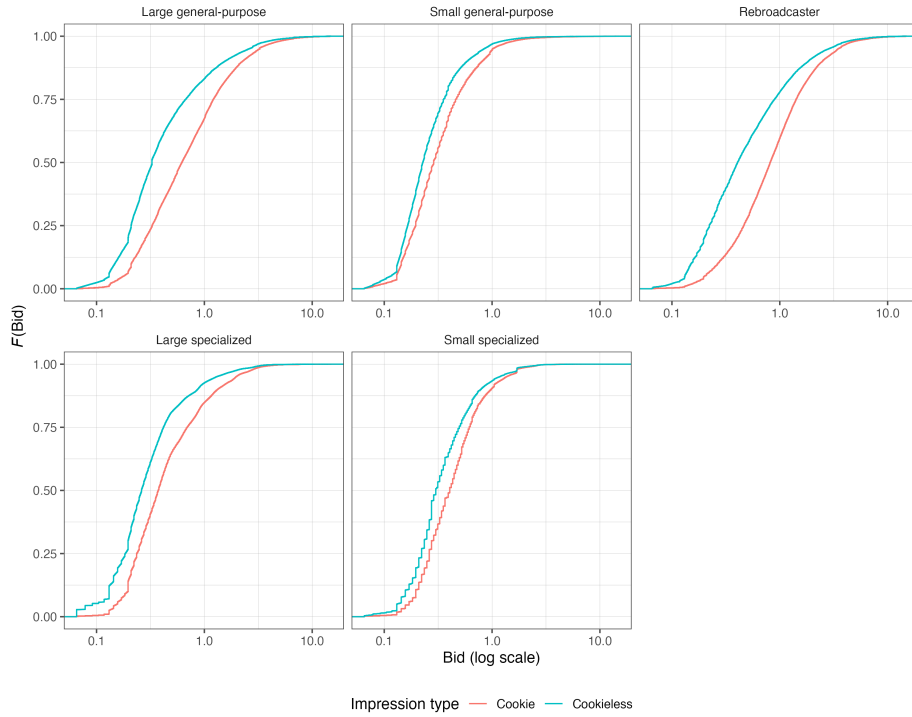 Large general-purpose
Small general-purpose
Rebroadcaster
1.00
0.75
0.50
0.25
0.00
0.1 1.0 10.0
0.1 1.0 10.0
0.1 1.0 10.0
F(Bid)
Large specialized
Small specialized
1.00
0.75
0.50
0.25
0.00
0.1 1.0 10.0
0.1 1.0 10.0
Bid (log scale)
Impression type Cookie Cookieless